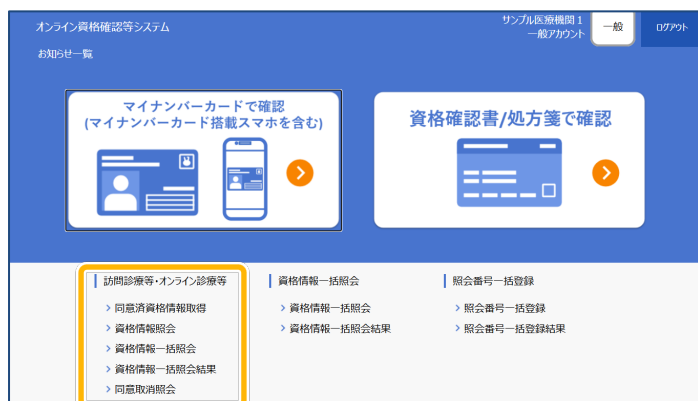 オンライン資格確認等システム
サンプル医療機関1
一般アカウント
一般
ログアウト
お知らせ一覧
マイナンバーカードで確認
(マイナンバーカード搭載スマホを含む)
資格確認書/処方箋で確認
訪問診療等・オンライン診療等
同意済資格情報取得
資格情報照会
資格情報一括照会
資格情報一括照会結果
同意取消照会
資格情報一括照会
資格情報一括照会
資格情報一括照会結果
照会番号一括登録
照会番号一括登録
照会番号一括登録結果